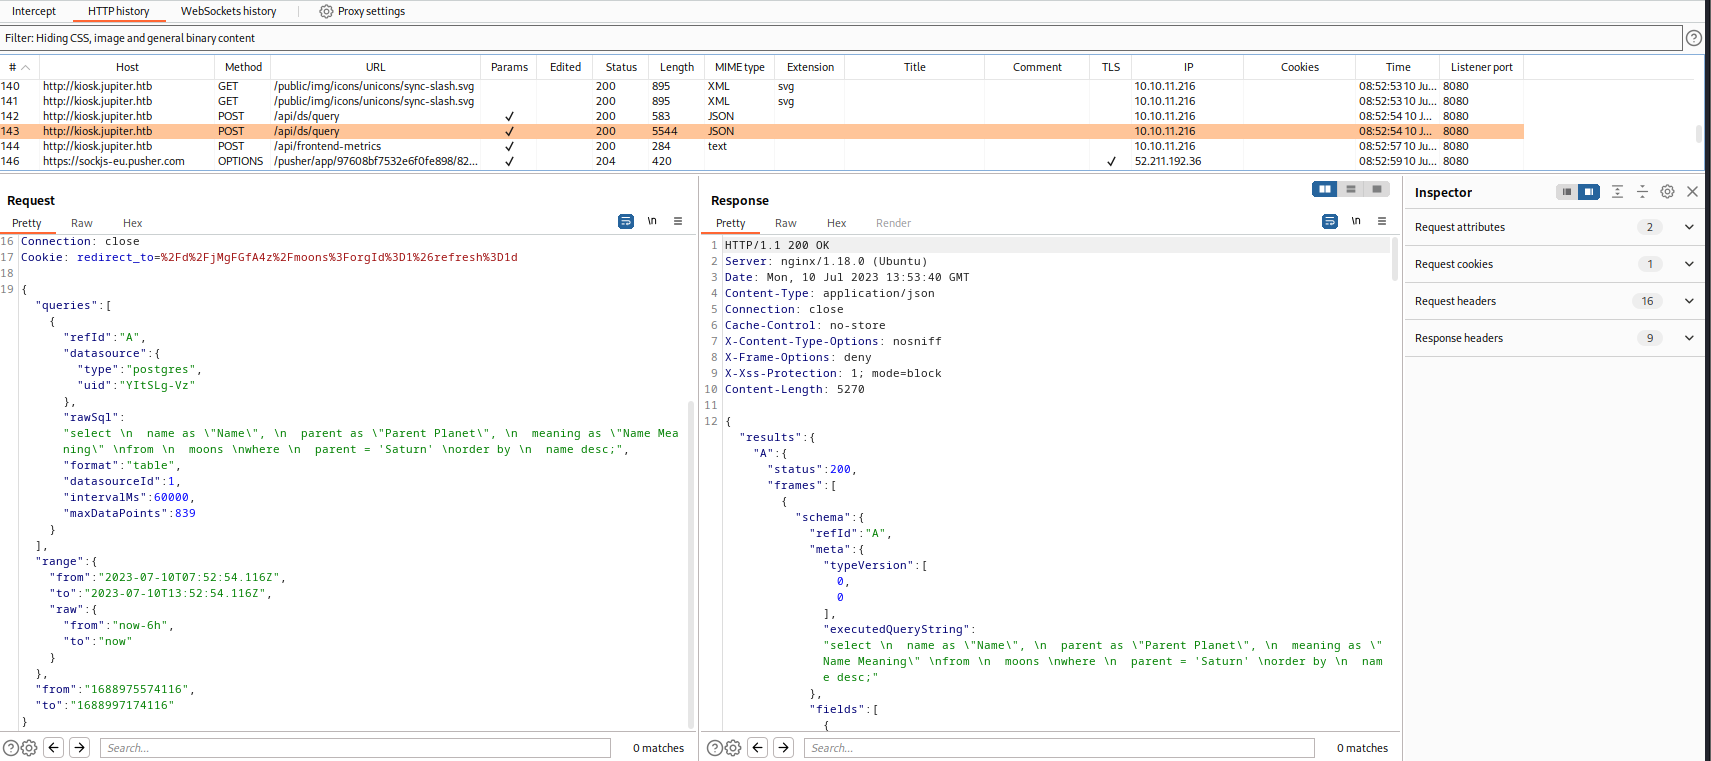 Intercept HTTP history WebSockets history Proxy settings
Filter: Hiding CSS, image and general binary content
# Host Method URL Params Edited Status Length MIME type Extension Title Comment TLS IP Cookies Time Listener port
140 http://kiosk.jupiter.htb GET /public/img/icons/unicons/sync-slash.svg 200 895 XML svg 10.10.11.216 08:52:53 10 Ju... 8080
141 http://kiosk.jupiter.htb GET /public/img/icons/unicons/sync-slash.svg 200 895 XML svg 10.10.11.216 08:52:53 10 Ju... 8080
142 http://kiosk.jupiter.htb POST /api/ds/query ✓ 200 583 JSON 10.10.11.216 08:52:54 10 J... 8080
143 http://kiosk.jupiter.htb POST /api/ds/query ✓ 200 5544 JSON 10.10.11.216 08:52:54 10 J... 8080
144 http://kiosk.jupiter.htb POST /api/frontend-metrics ✓ 200 284 text 10.10.11.216 08:52:57 10 J... 8080
146 https://sockjs-eu.pusher.com OPTIONS /pusher/app/97608bf7532e6f0fe898/82... ✓ 204 420 ✓ 52.211.192.36 08:52:59 10 Ju... 8080
Request
Pretty Raw Hex \n
16 Connection: close
17 Cookie: redirect_to=%2Fd%2FjMgFGfA4z%2Fmoons%3ForgId%3D1%26refresh%3D1d
18
19 {
"queries":[
{
"refId":"A",
"datasource":{
"type":"postgres",
"uid":"YItSLg-Vz"
},
"rawSql":
"select \n  name as \"Name\", \n  parent as \"Parent Planet\", \n  meaning as \"Name Mea
ning\" \nfrom \n  moons \nwhere \n  parent = 'Saturn' \norder by \n  name desc;",
"format":"table",
"datasourceId":1,
"intervalMs":60000,
"maxDataPoints":839
}
],
"range":{
"from":"2023-07-10T07:52:54.116Z",
"to":"2023-07-10T13:52:54.116Z",
"raw":{
"from":"now-6h",
"to":"now"
}
},
"from":"1688975574116",
"to":"1688997174116"
}
Search... 0 matches
Response
Pretty Raw Hex Render \n
1 HTTP/1.1 200 OK
2 Server: nginx/1.18.0 (Ubuntu)
3 Date: Mon, 10 Jul 2023 13:53:40 GMT
4 Content-Type: application/json
5 Connection: close
6 Cache-Control: no-store
7 X-Content-Type-Options: nosniff
8 X-Frame-Options: deny
9 X-Xss-Protection: 1; mode=block
10 Content-Length: 5270
11
12 {
"results":{
"A":{
"status":200,
"frames":[
{
"schema":{
"refId":"A",
"meta":{
"typeVersion":[
0,
0
],
"executedQueryString":
"select \n  name as \"Name\", \n  parent as \"Parent Planet\", \n  meaning as \"
Name Meaning\" \nfrom \n  moons \nwhere \n  parent = 'Saturn' \norder by \n  nam
e desc;"
},
"fields":[
{
Search... 0 matches
Inspector
Request attributes 2
Request cookies 1
Request headers 16
Response headers 9